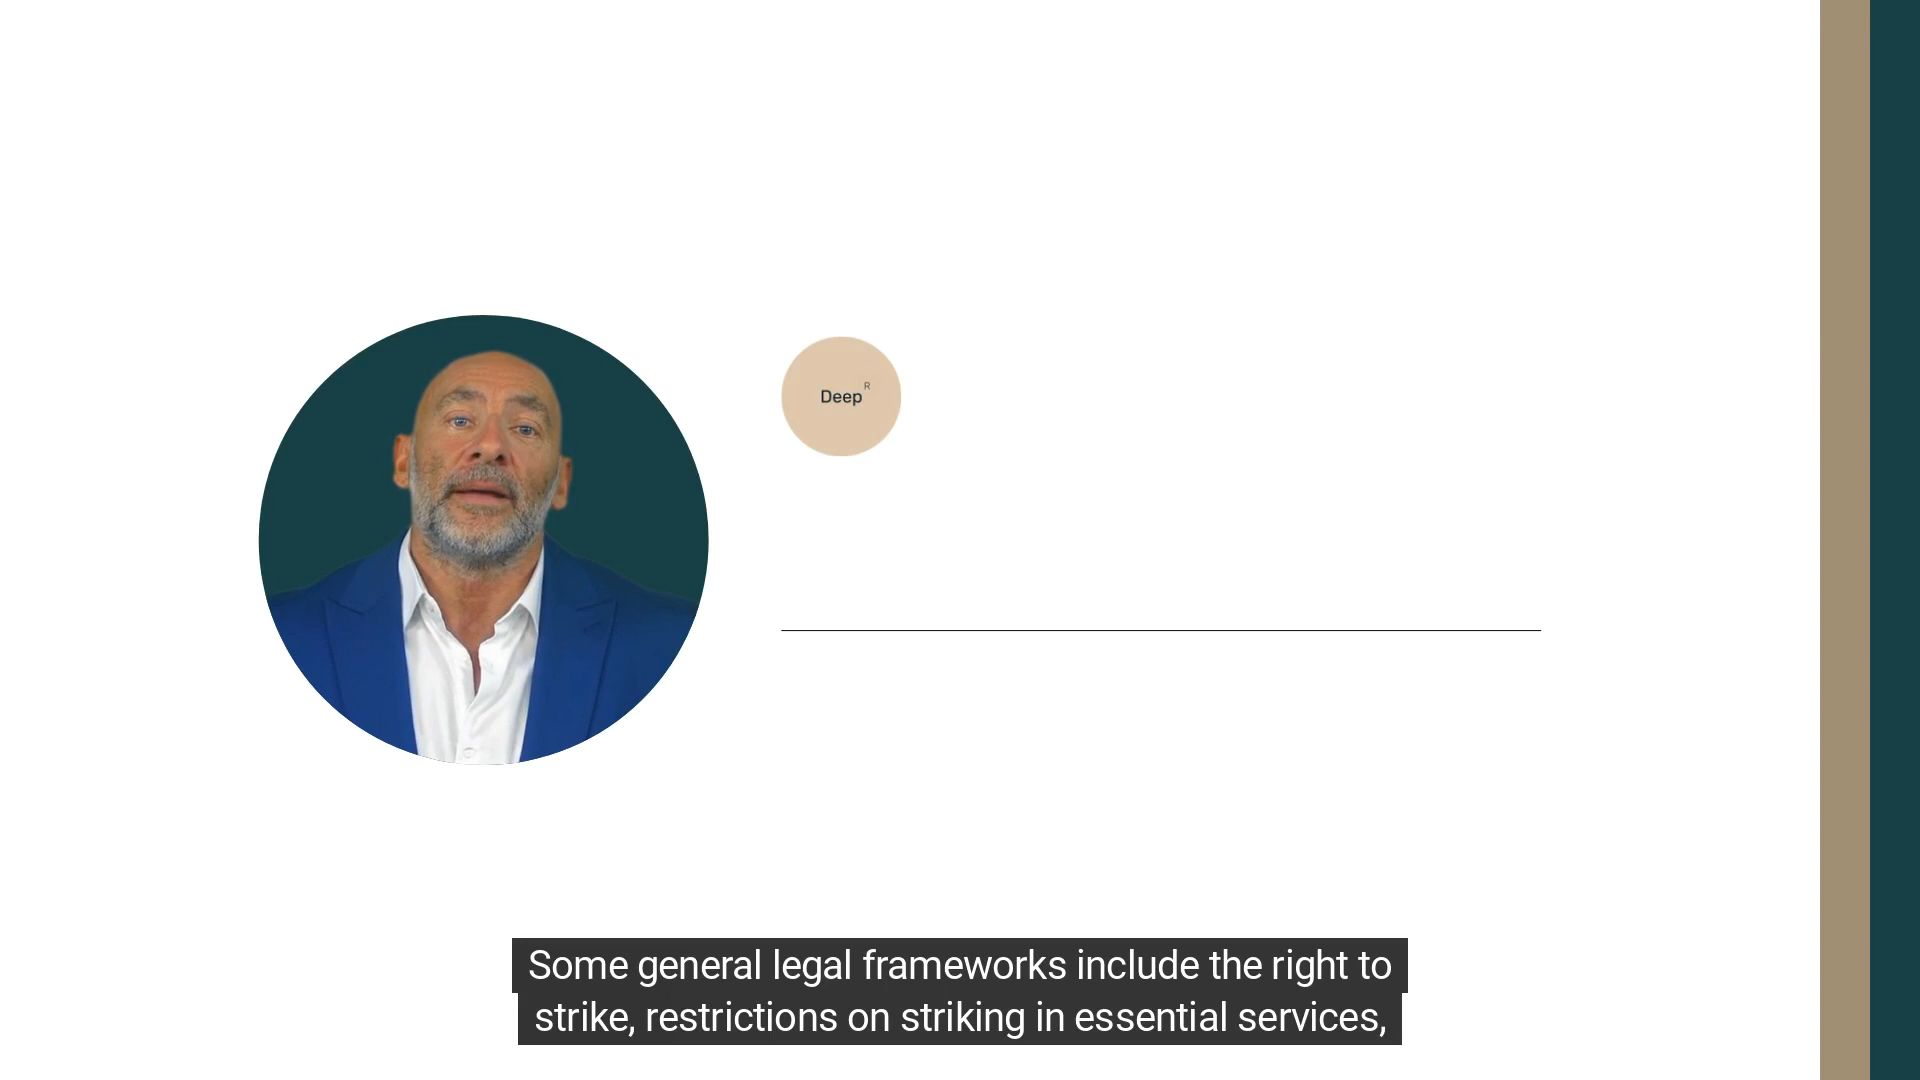 Deep R
Some general legal frameworks include the right to
strike, restrictions on striking in essential services,